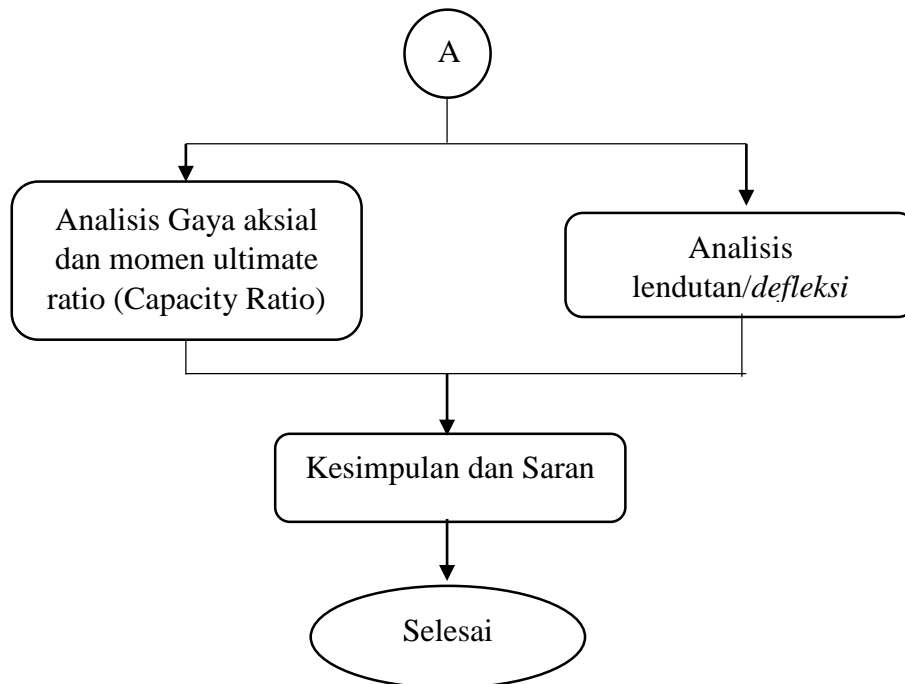 A
Analisis Gaya aksial
dan momen ultimate
ratio (Capacity Ratio)
Analisis
lendutan/defleksi
Kesimpulan dan Saran
Selesai